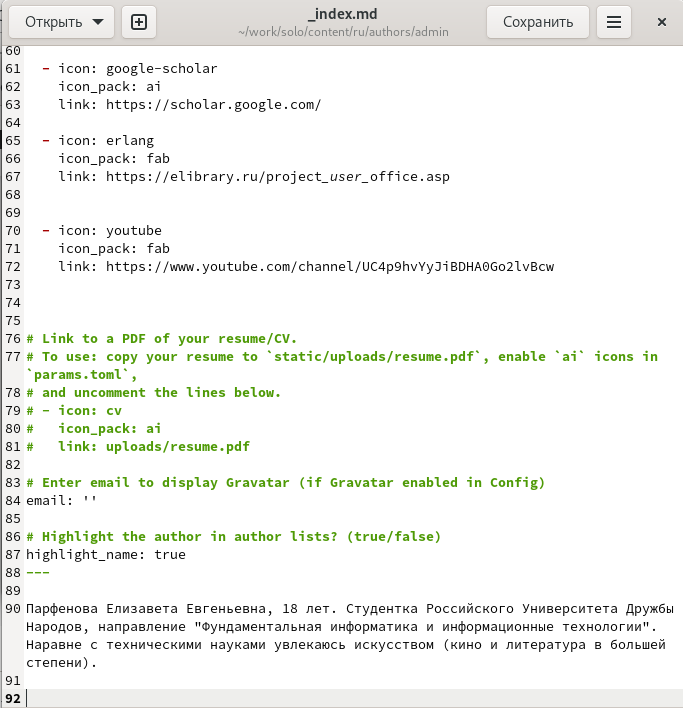 Открыть
_index.md
~/work/solo/content/ru/authors/admin
Сохранить
60
61   - icon: google-scholar
62     icon_pack: ai
63     link: https://scholar.google.com/
64
65   - icon: erlang
66     icon_pack: fab
67     link: https://elibrary.ru/project_user_office.asp
68
69
70   - icon: youtube
71     icon_pack: fab
72     link: https://www.youtube.com/channel/UC4p9hvYyJiBDHA0Go2lvBcw
73
74
75
76 # Link to a PDF of your resume/CV.
77 # To use: copy your resume to `static/uploads/resume.pdf`, enable `ai` icons in
`params.toml`,
78 # and uncomment the lines below.
79 # - icon: cv
80 #   icon_pack: ai
81 #   link: uploads/resume.pdf
82
83 # Enter email to display Gravatar (if Gravatar enabled in Config)
84 email: ''
85
86 # Highlight the author in author lists? (true/false)
87 highlight_name: true
88 ---
89
90 Парфенова Елизавета Евгеньевна, 18 лет. Студентка Российского Университета Дружбы
Народов, направление "Фундаментальная информатика и информационные технологии".
Наравне с техническими науками увлекаюсь искусством (кино и литература в большей
степени).
91
92